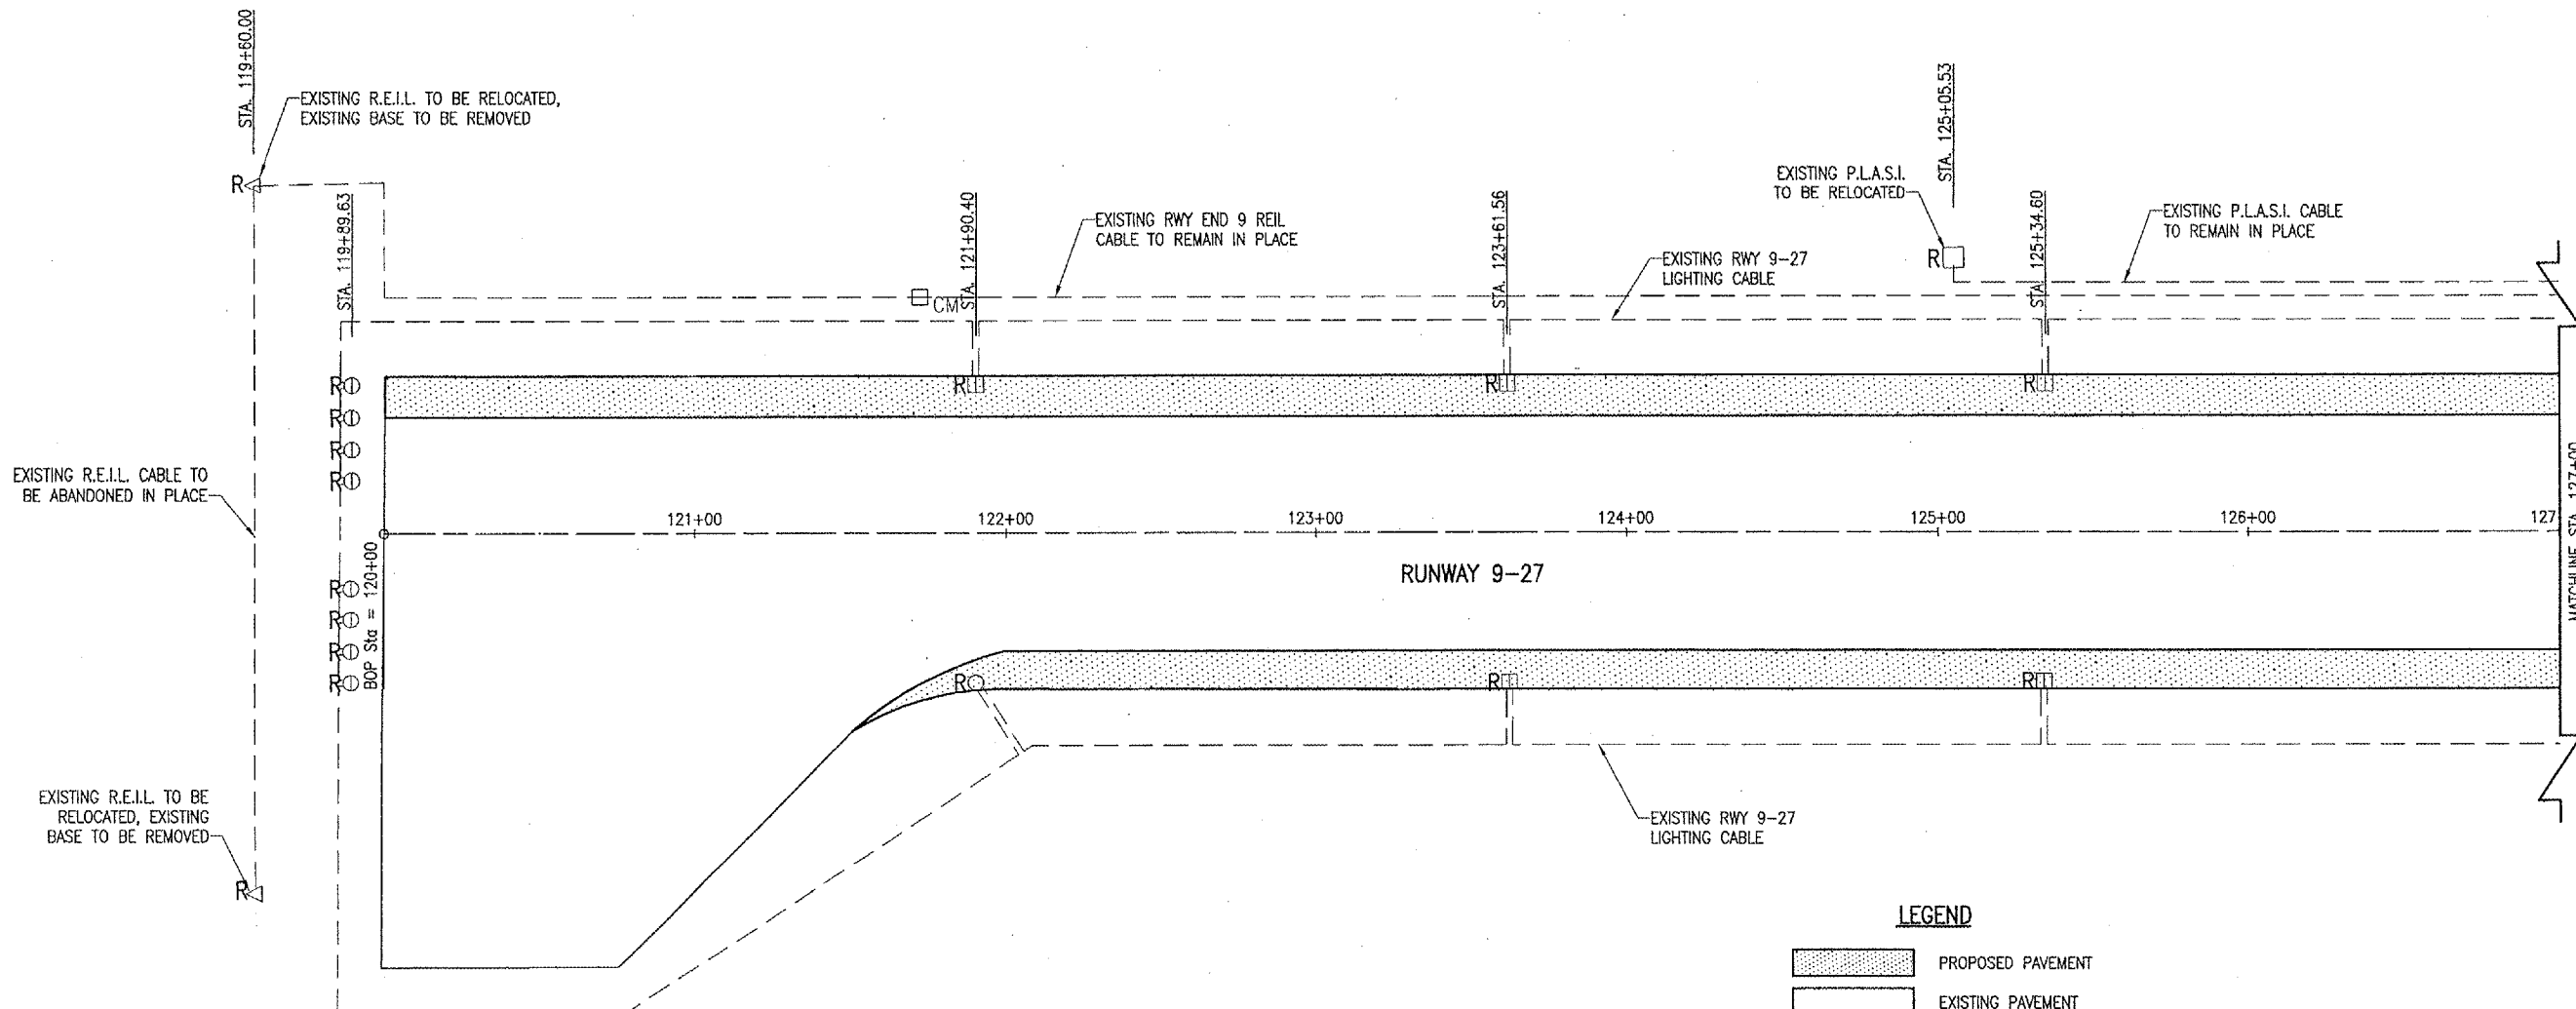 STA. 119+60.00
EXISTING R.E.I.L. TO BE RELOCATED,
EXISTING BASE TO BE REMOVED
R
STA. 119+89.63
STA. 121+90.40
EXISTING RWY END 9 REIL
CABLE TO REMAIN IN PLACE
CM
STA. 123+61.56
EXISTING RWY 9-27
LIGHTING CABLE
EXISTING P.L.A.S.I.
TO BE RELOCATED
R
STA. 125+05.53
STA. 125+34.60
EXISTING P.L.A.S.I. CABLE
TO REMAIN IN PLACE
R
R
R
R
R
R
R
EXISTING R.E.I.L. CABLE TO
BE ABANDONED IN PLACE
121+00
122+00
123+00
124+00
125+00
126+00
127
MATCHLINE STA. 127+00
RUNWAY 9-27
R
R
R
R
BOP Sta = 120+00
R
R
R
EXISTING R.E.I.L. TO BE
RELOCATED, EXISTING
BASE TO BE REMOVED
R
EXISTING RWY 9-27
LIGHTING CABLE
LEGEND
PROPOSED PAVEMENT
EXISTING PAVEMENT